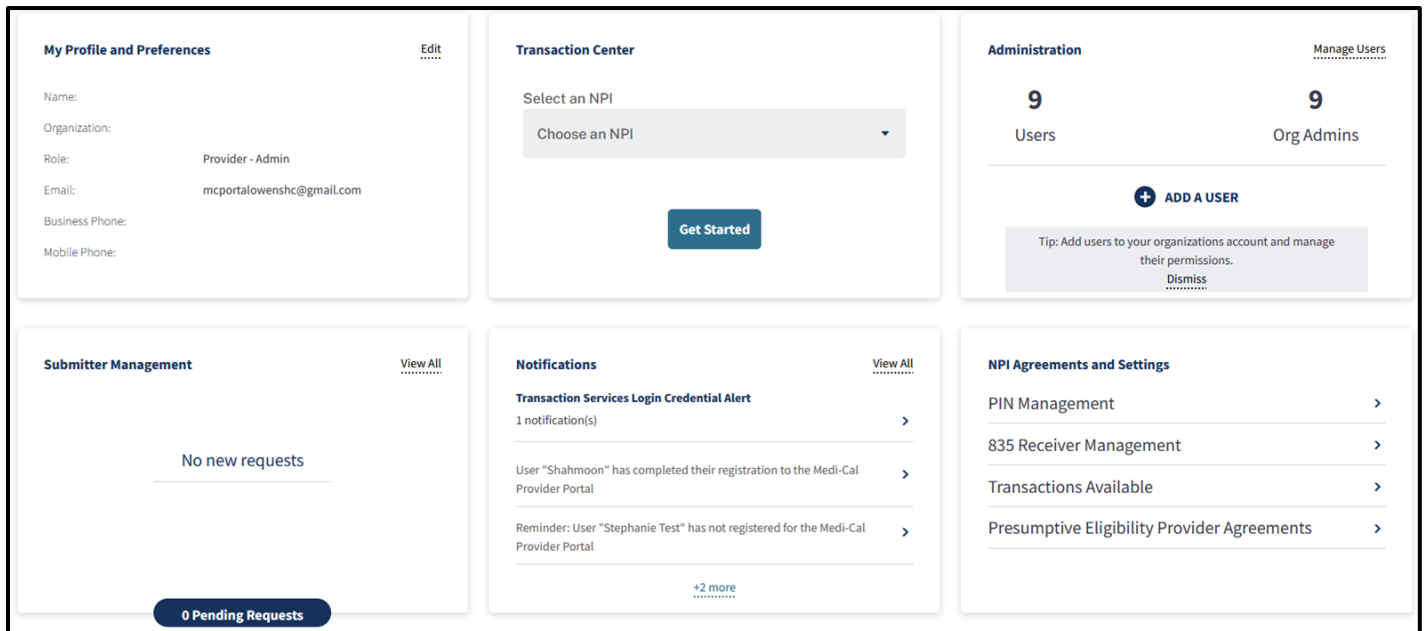 My Profile and Preferences
Edit
Name:
Organization:
Role: Provider - Admin
Email: mcportalowenshc@gmail.com
Business Phone:
Mobile Phone:
Transaction Center
Select an NPI
Choose an NPI
Get Started
Administration
Manage Users
9
Users
9
Org Admins
ADD A USER
Tip: Add users to your organizations account and manage
their permissions.
Dismiss
Submitter Management
View All
No new requests
0 Pending Requests
Notifications
View All
Transaction Services Login Credential Alert
1 notification(s)
User "Shahmoon" has completed their registration to the Medi-Cal
Provider Portal
Reminder: User "Stephanie Test" has not registered for the Medi-Cal
Provider Portal
+2 more
NPI Agreements and Settings
PIN Management
835 Receiver Management
Transactions Available
Presumptive Eligibility Provider Agreements